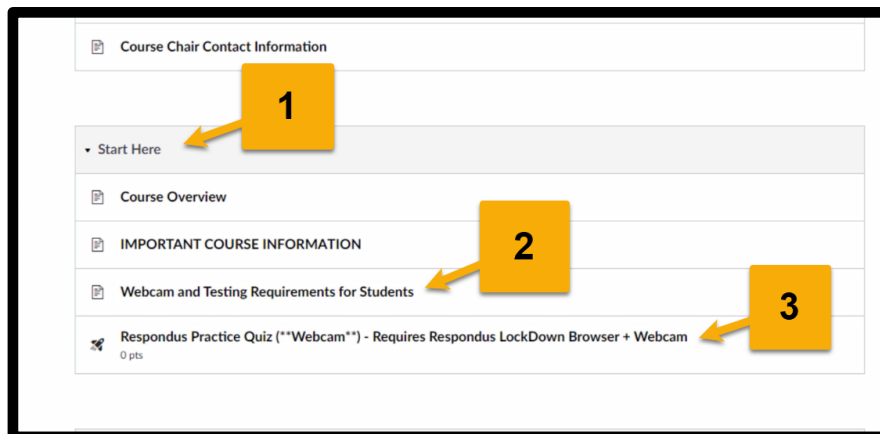 Course Chair Contact Information
1
Start Here
Course Overview
IMPORTANT COURSE INFORMATION
2
Webcam and Testing Requirements for Students
3
Respondus Practice Quiz (**Webcam**) - Requires Respondus LockDown Browser + Webcam
0 pts